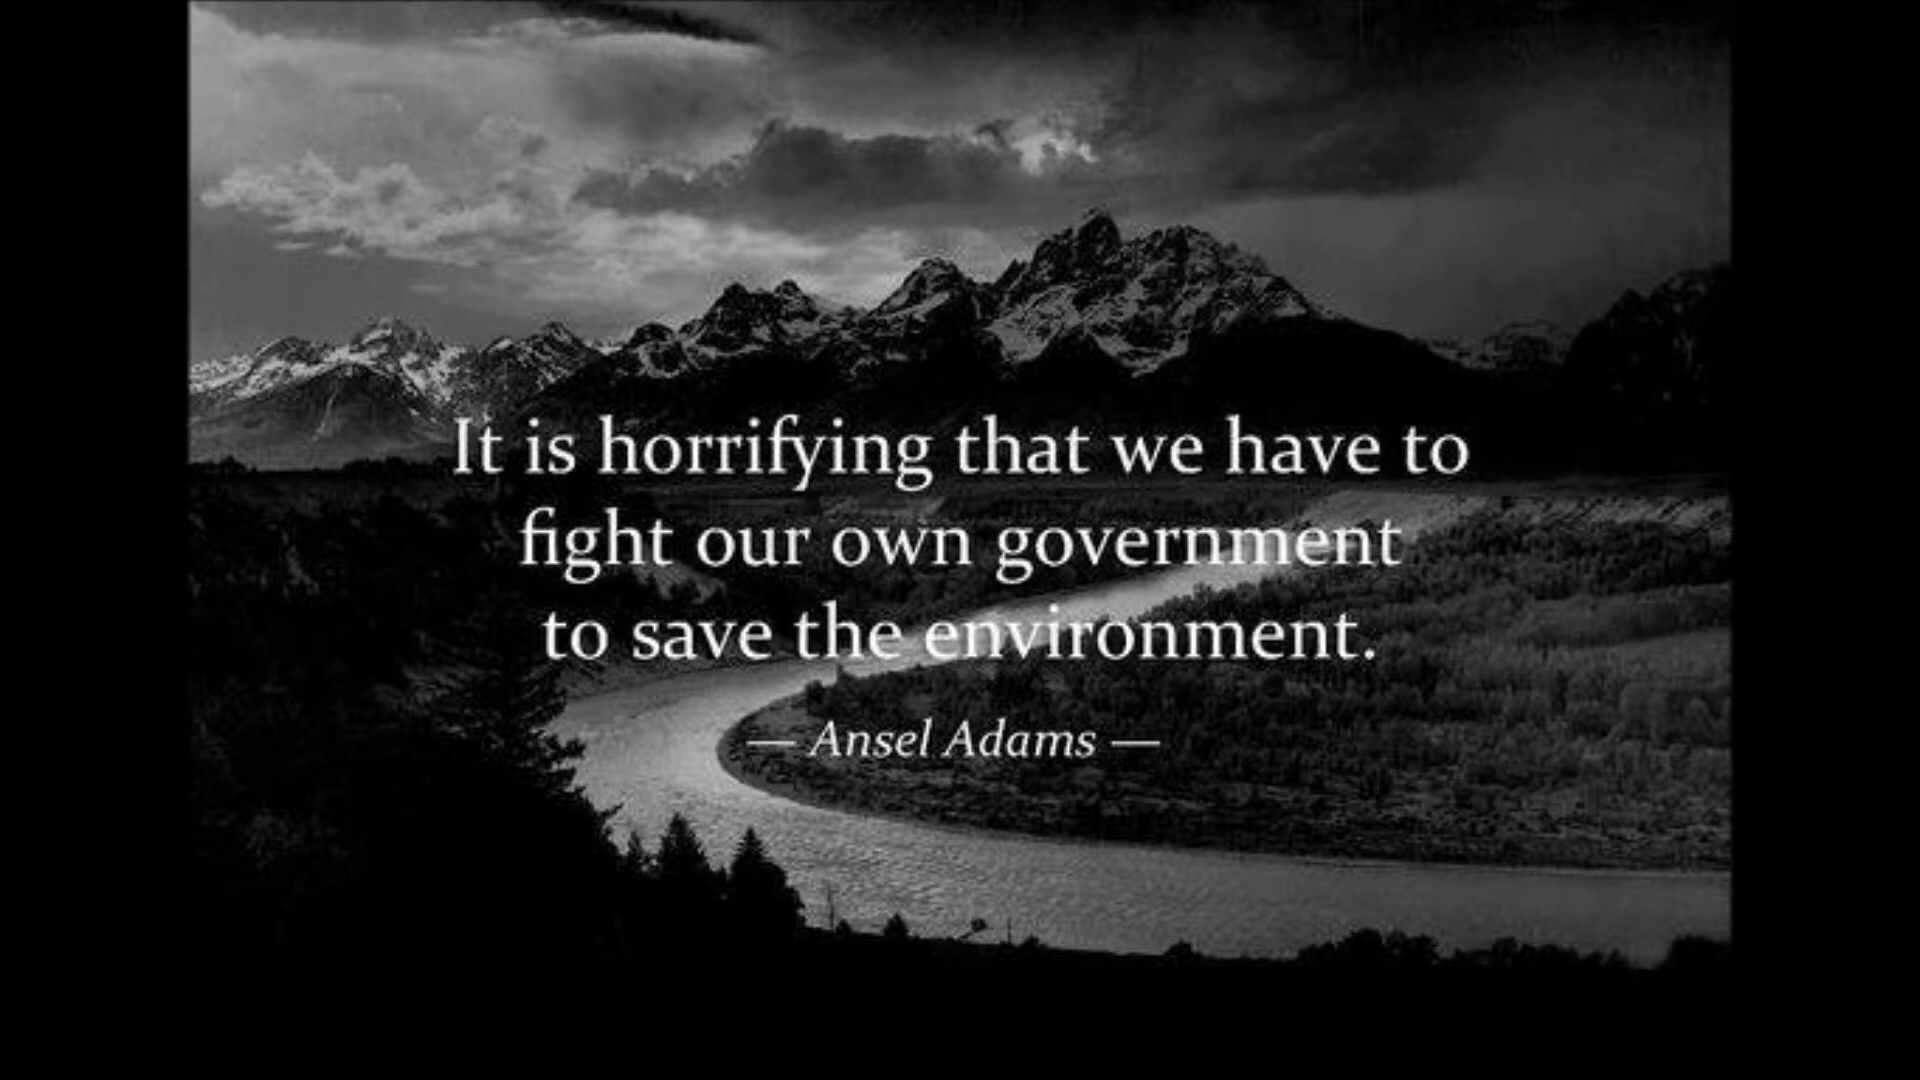 It is horrifying that we have to
fight our own government
to save the environment.
— Ansel Adams —